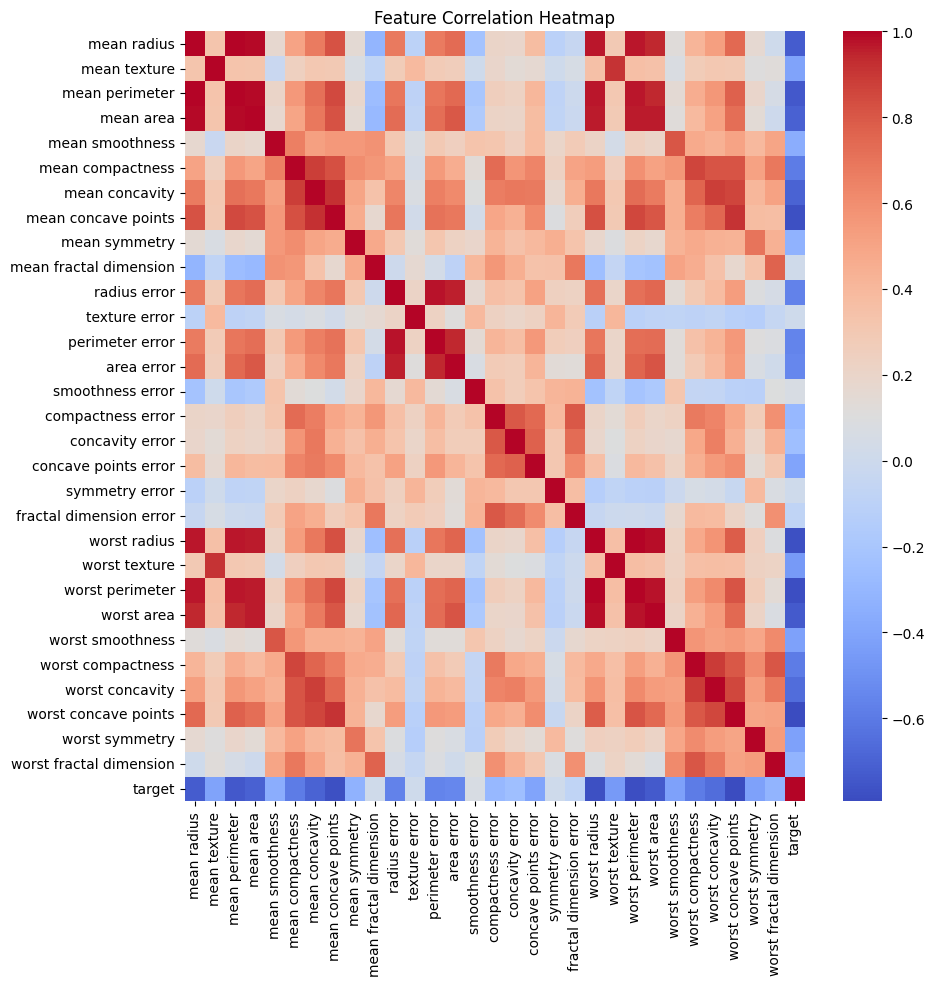 Feature Correlation Heatmap
mean radius
mean texture
mean perimeter
mean area
mean smoothness
mean compactness
mean concavity
mean concave points
mean symmetry
mean fractal dimension
radius error
texture error
perimeter error
area error
smoothness error
compactness error
concavity error
concave points error
symmetry error
fractal dimension error
worst radius
worst texture
worst perimeter
worst area
worst smoothness
worst compactness
worst concavity
worst concave points
worst symmetry
worst fractal dimension
target
mean radius
mean texture
mean perimeter
mean area
mean smoothness
mean compactness
mean concavity
mean concave points
mean symmetry
mean fractal dimension
radius error
texture error
perimeter error
area error
smoothness error
compactness error
concavity error
concave points error
symmetry error
fractal dimension error
worst radius
worst texture
worst perimeter
worst area
worst smoothness
worst compactness
worst concavity
worst concave points
worst symmetry
worst fractal dimension
target
1.0
0.8
0.6
0.4
0.2
0.0
−0.2
−0.4
−0.6